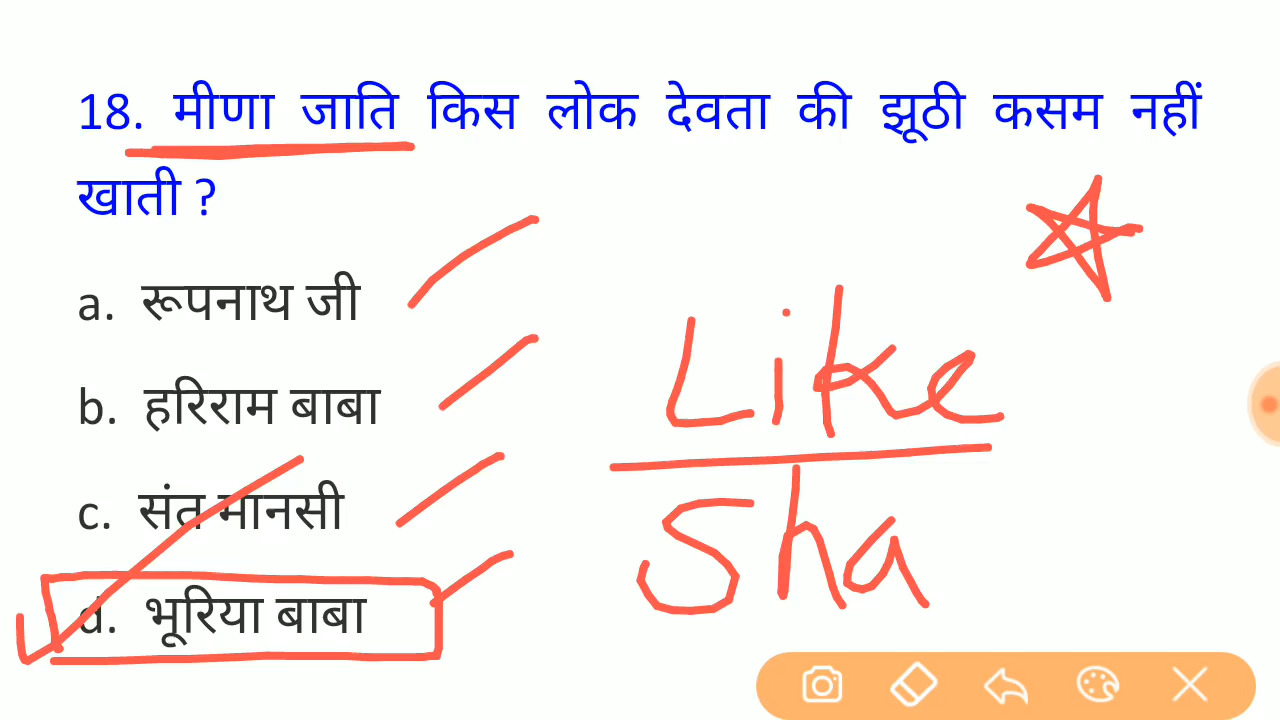 18. मीणा जाति किस लोक देवता की झूठी कसम नहीं
खाती ?
a. रूपनाथ जी
b. हरिराम बाबा
c. संत मानसी
d. भूरिया बाबा
Like
Sha